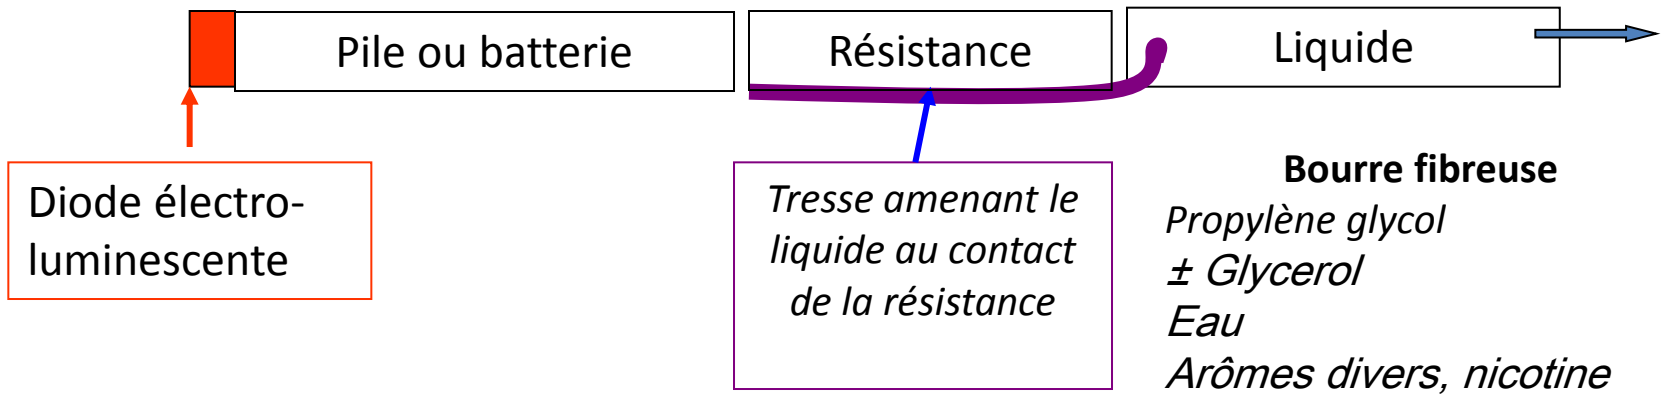 Pile ou batterie
Résistance
Liquide
Diode électro-
luminescente
Tresse amenant le
liquide au contact
de la résistance
Bourre fibreuse
Propylène glycol
± Glycerol
Eau
Arômes divers, nicotine